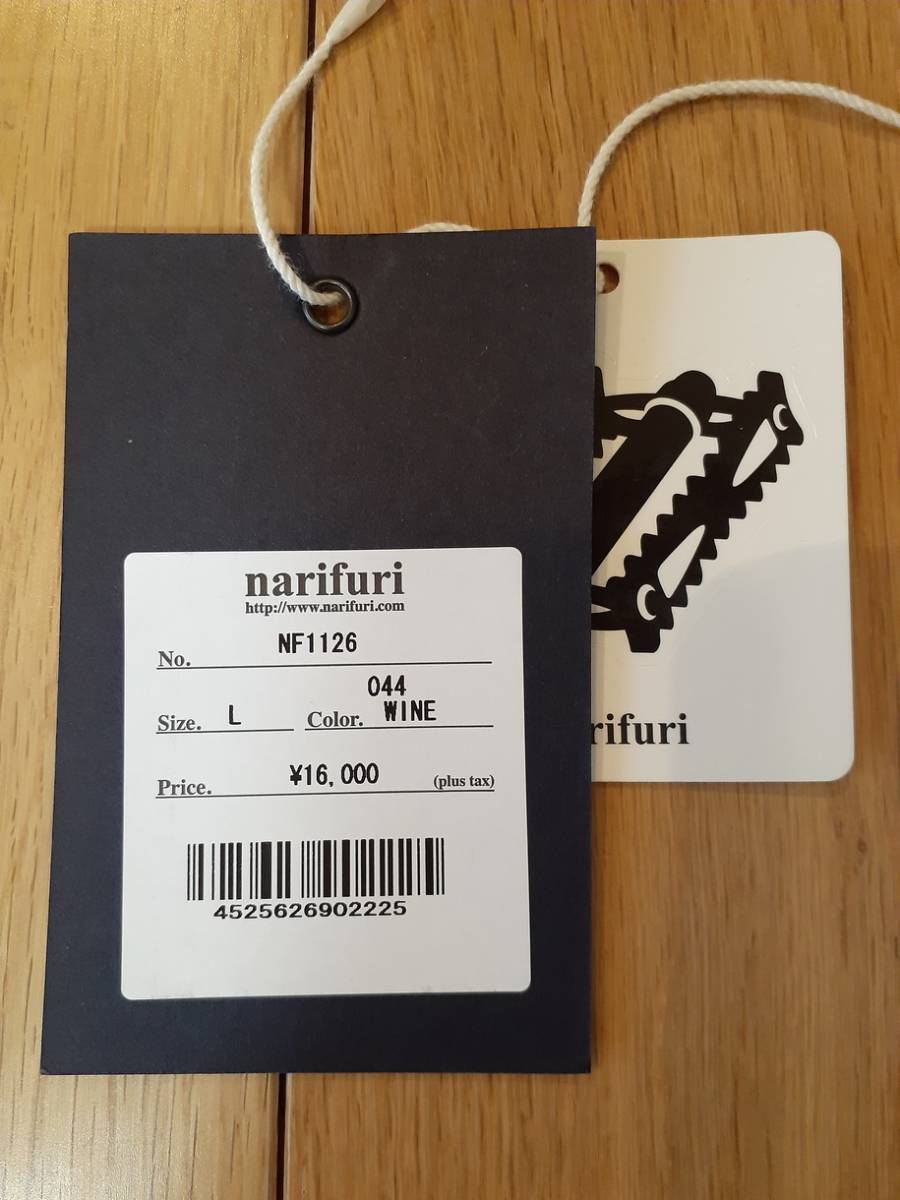 narifuri
http://www.narifuri.com
No. NF1126
044
Size. L Color. WINE
Price. ¥16,000 (plus tax)
4525626902225
rifuri